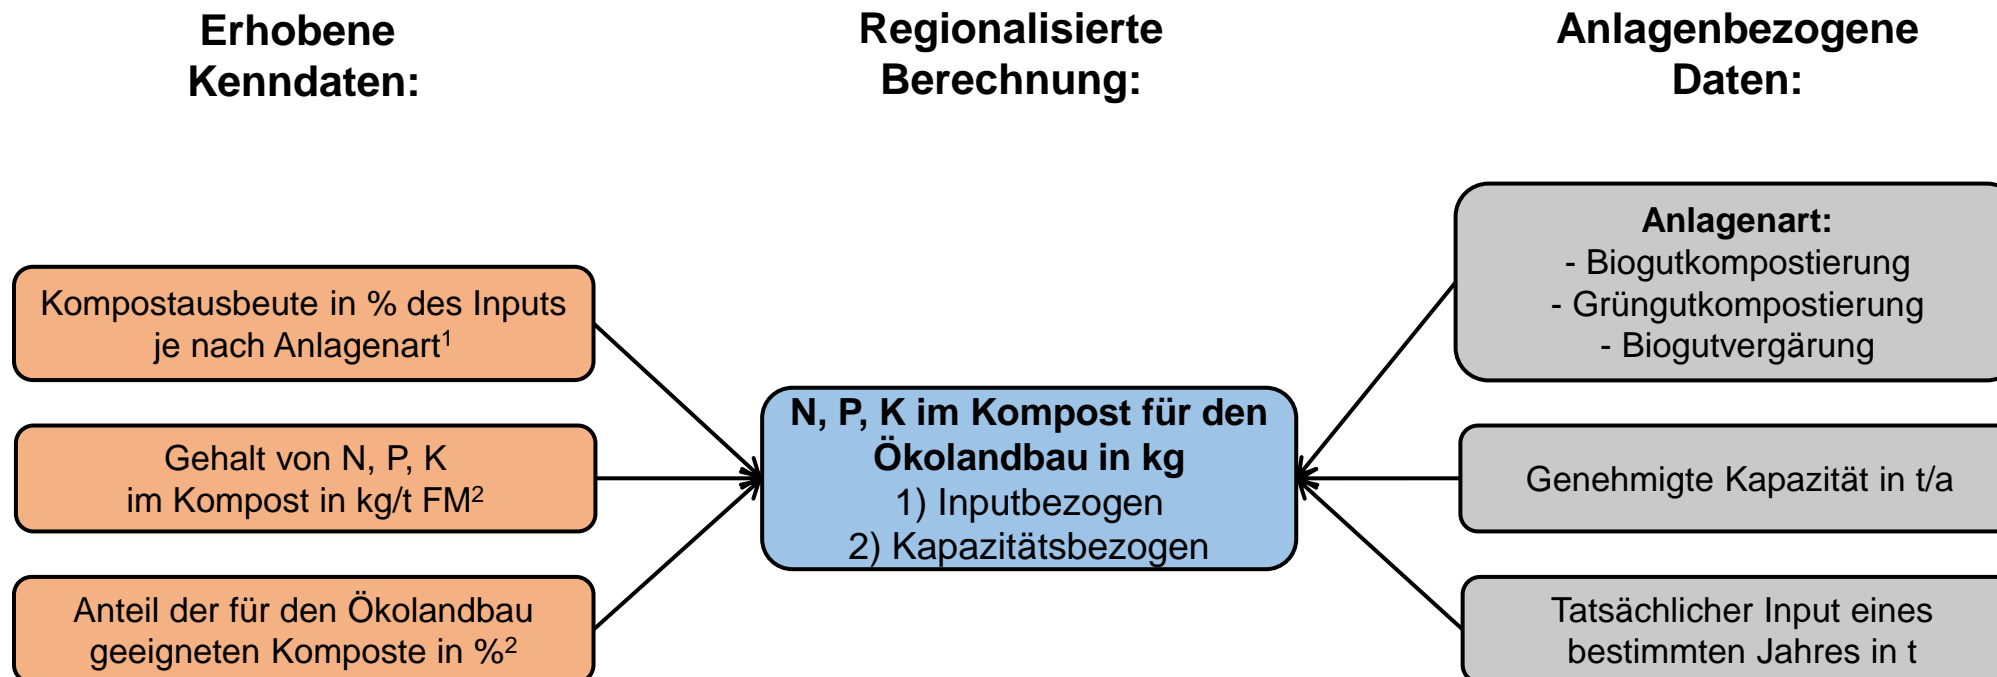 Erhobene
Kenndaten:
Regionalisierte
Berechnung:
Anlagenbezogene
Daten:
Kompostausbeute in % des Inputs
je nach Anlagenart¹
Gehalt von N, P, K
im Kompost in kg/t FM²
Anteil der für den Ökolandbau
geeigneten Komposte in %²
N, P, K im Kompost für den
Ökolandbau in kg
1) Inputbezogen
2) Kapazitätsbezogen
Anlagenart:
- Biogutkompostierung
- Grüngutkompostierung
- Biogutvergärung
Genehmigte Kapazität in t/a
Tatsächlicher Input eines
bestimmten Jahres in t